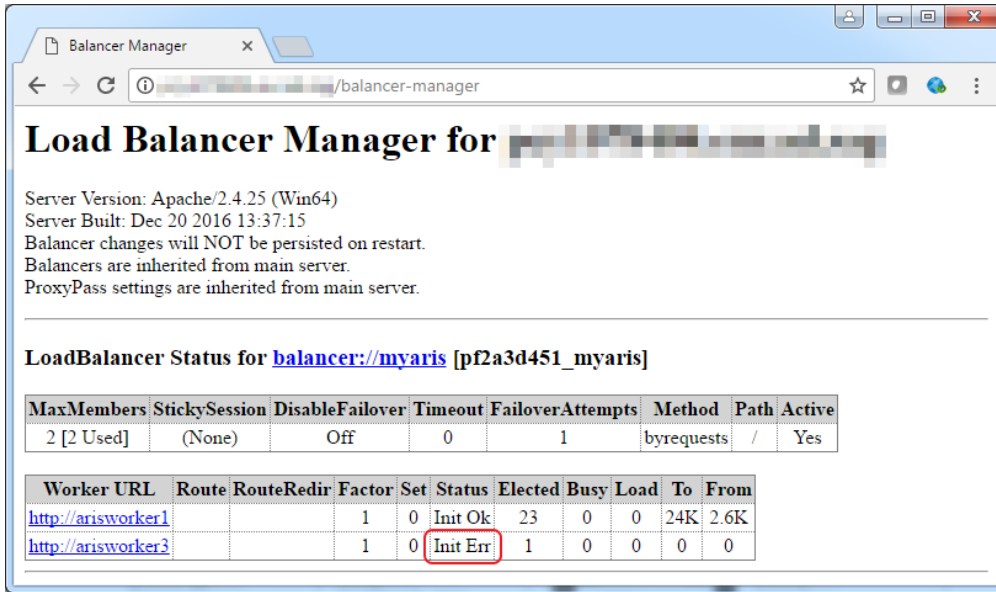 Balancer Manager
/balancer-manager
Load Balancer Manager for
Server Version: Apache/2.4.25 (Win64)
Server Built: Dec 20 2016 13:37:15
Balancer changes will NOT be persisted on restart.
Balancers are inherited from main server.
ProxyPass settings are inherited from main server.
LoadBalancer Status for balancer://myaris [pf2a3d451_myaris]
MaxMembers StickySession DisableFailover Timeout FailoverAttempts Method Path Active
2 [2 Used] (None) Off 0 1 byrequests / Yes
Worker URL Route RouteRedir Factor Set Status Elected Busy Load To From
http://arisworker1 1 0 Init Ok 23 0 0 24K 2.6K
http://arisworker3 1 0 Init Err 1 0 0 0 0